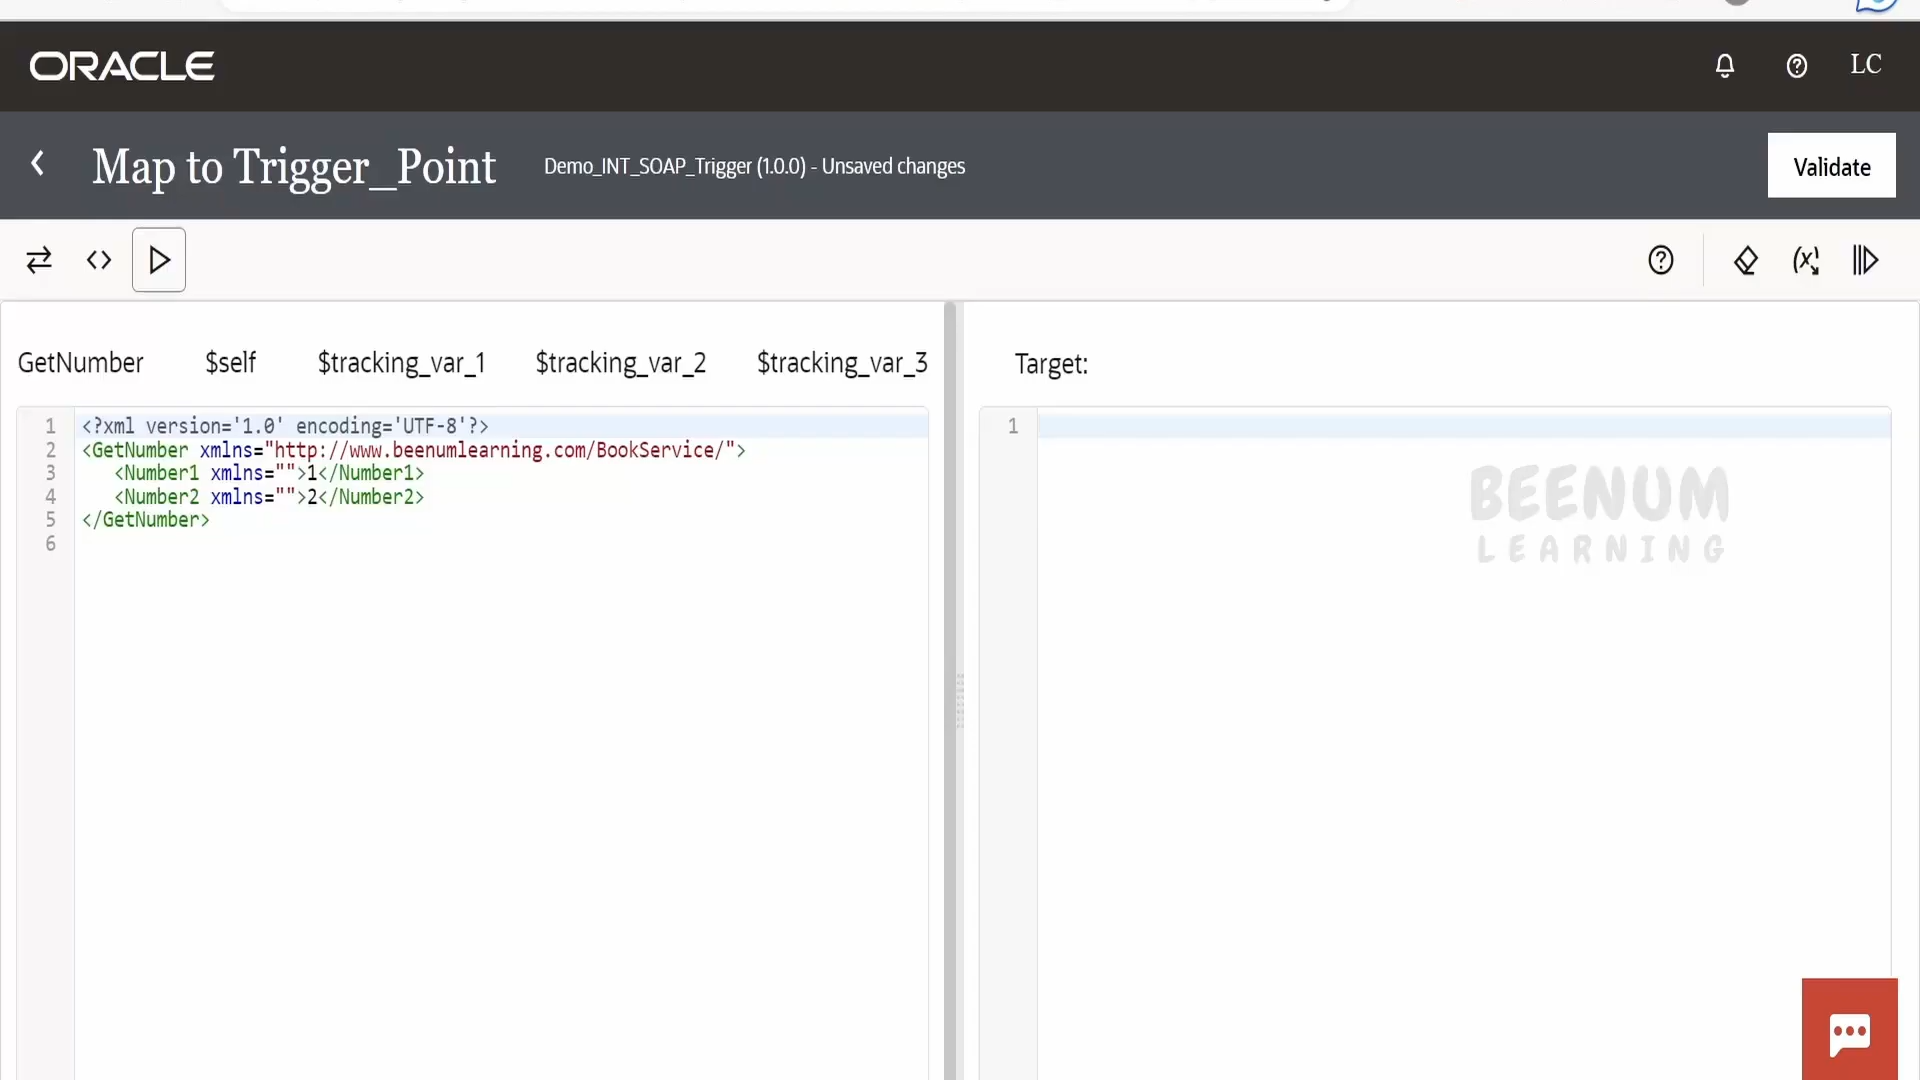 ORACLE
LC
Map to Trigger_Point
Demo_INT_SOAP_Trigger (1.0.0) - Unsaved changes
Validate
GetNumber $self $tracking_var_1 $tracking_var_2 $tracking_var_3
Target:
1 <?xml version='1.0' encoding='UTF-8'?>
2 <GetNumber xmlns="http://www.beenumlearning.com/BookService/">
3 <Number1 xmlns="">1</Number1>
4 <Number2 xmlns="">2</Number2>
5 </GetNumber>
6
1
BEENUM
LEARNING